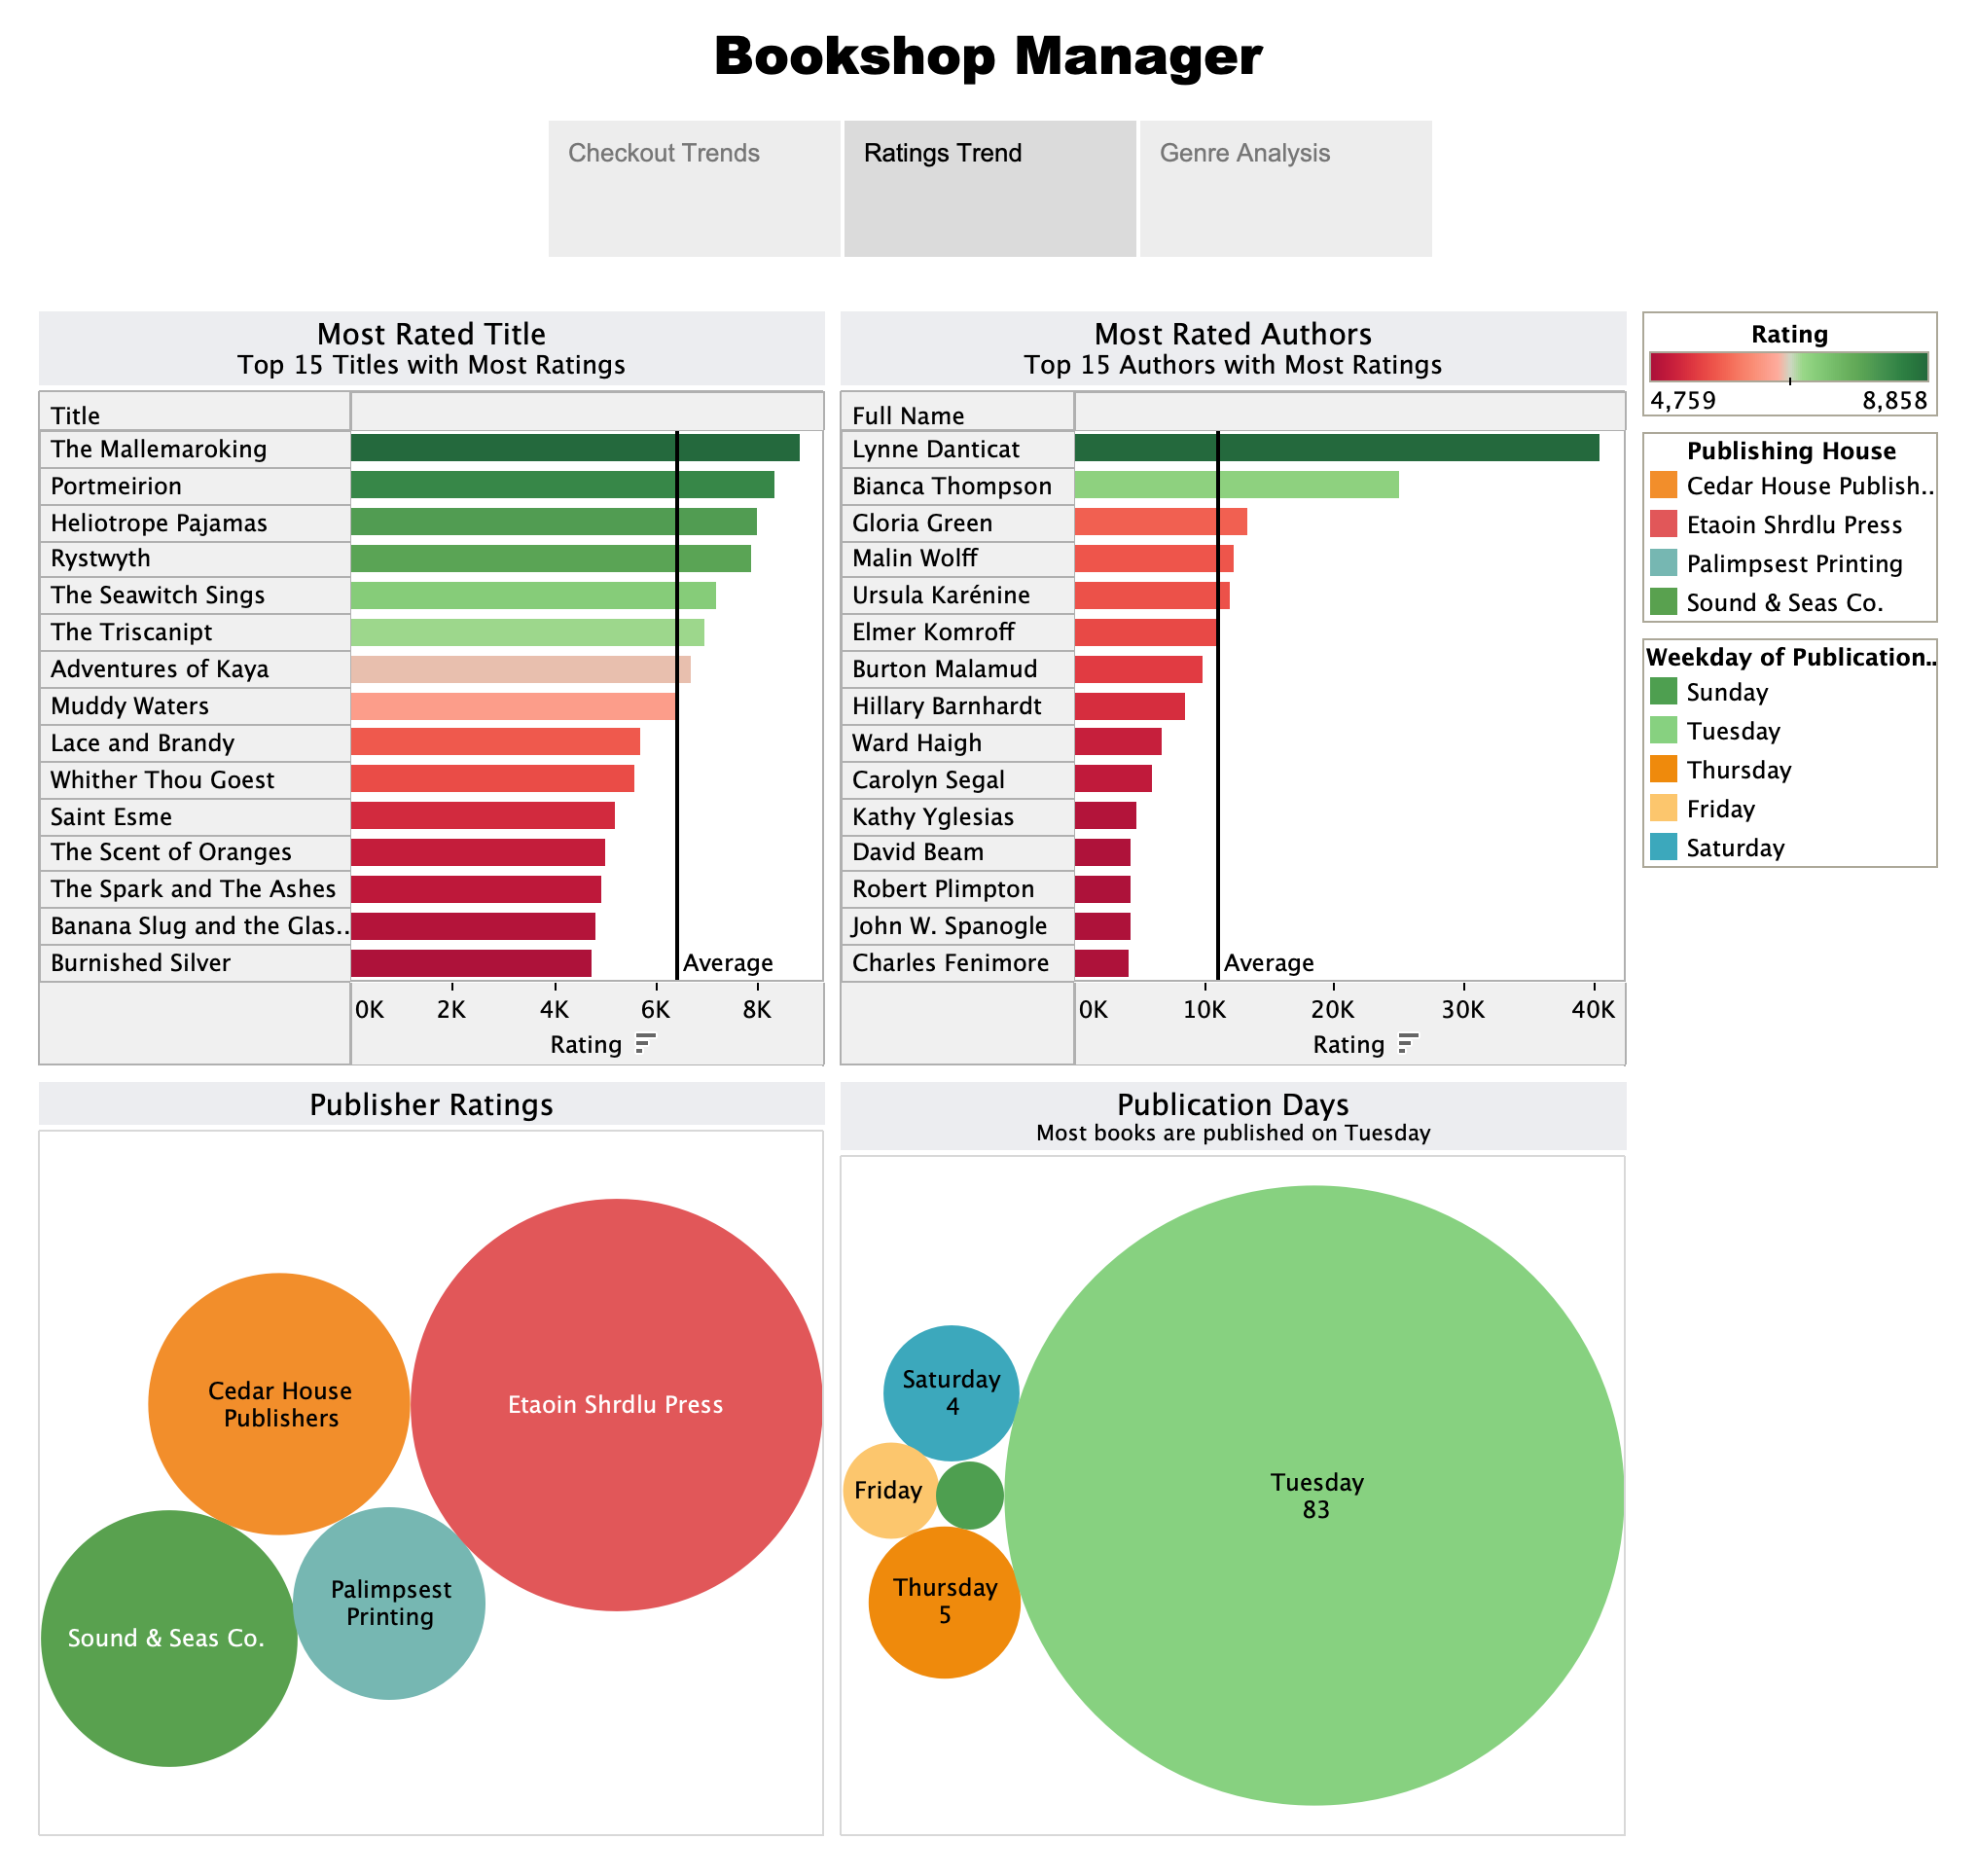 Bookshop Manager
Checkout Trends
Ratings Trend
Genre Analysis
Most Rated Title
Top 15 Titles with Most Ratings
Title
The Mallemaroking
Portmeirion
Heliotrope Pajamas
Rystwyth
The Seawitch Sings
The Triscanipt
Adventures of Kaya
Muddy Waters
Lace and Brandy
Whither Thou Goest
Saint Esme
The Scent of Oranges
The Spark and The Ashes
Banana Slug and the Glas..
Burnished Silver
Average
0K 2K 4K 6K 8K
Rating
Most Rated Authors
Top 15 Authors with Most Ratings
Full Name
Lynne Danticat
Bianca Thompson
Gloria Green
Malin Wolff
Ursula Karénine
Elmer Komroff
Burton Malamud
Hillary Barnhardt
Ward Haigh
Carolyn Segal
Kathy Yglesias
David Beam
Robert Plimpton
John W. Spanogle
Charles Fenimore
Average
0K 10K 20K 30K 40K
Rating
Rating
4,759 8,858
Publishing House
Cedar House Publish..
Etaoin Shrdlu Press
Palimpsest Printing
Sound & Seas Co.
Weekday of Publication..
Sunday
Tuesday
Thursday
Friday
Saturday
Publisher Ratings
Cedar House
Publishers
Etaoin Shrdlu Press
Palimpsest
Printing
Sound & Seas Co.
Publication Days
Most books are published on Tuesday
Saturday
4
Friday
Tuesday
83
Thursday
5